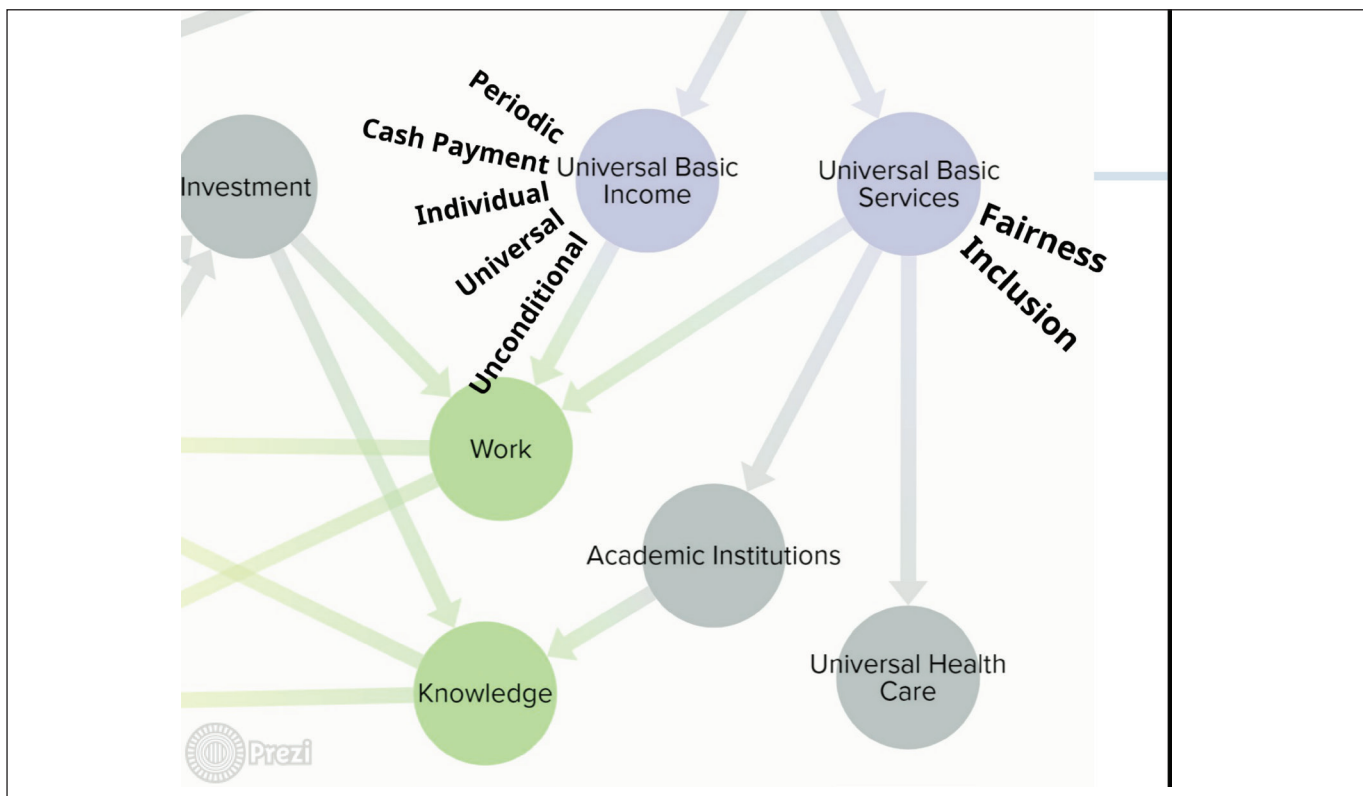 Periodic
Cash Payment
Individual
Universal
Unconditional
Investment
Universal Basic
Income
Universal Basic
Services
Fairness
Inclusion
Work
Academic Institutions
Universal Health
Care
Knowledge
Prezi